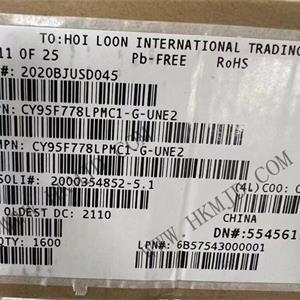 TO:HOI LOON INTERNATIONAL TRADING
11 OF 25 Pb-FREE RoHS
#: 2020BJUSD045
PN: CY95F778LPMC1-G-UNE2
MPN: CY95F778LPMC1-G-UNE2
SOLI#: 2000354852-5.1 (4L)COO: C
OLDEST DC: 2110 CHINA
QTY: 1600 DN#:554561
LPN#: 6B57543000001
WWW.HKMJD.COM